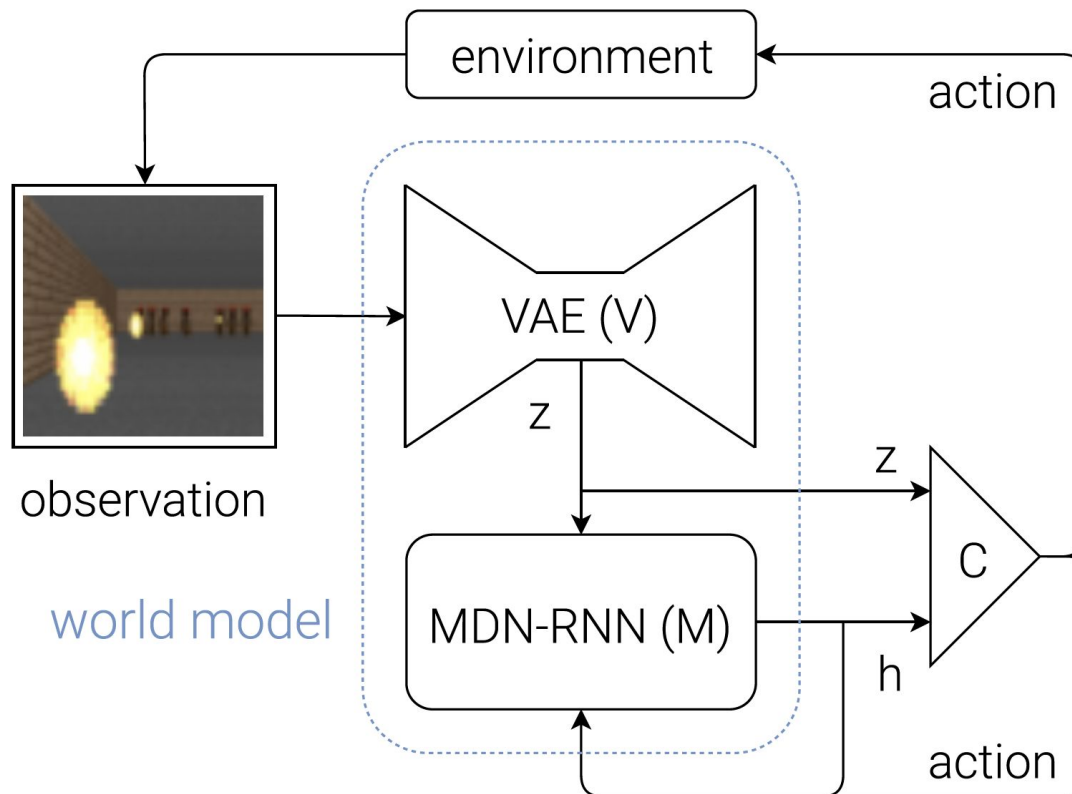 environment
action
VAE (V)
z
z
observation
C
world model
MDN-RNN (M)
h
action